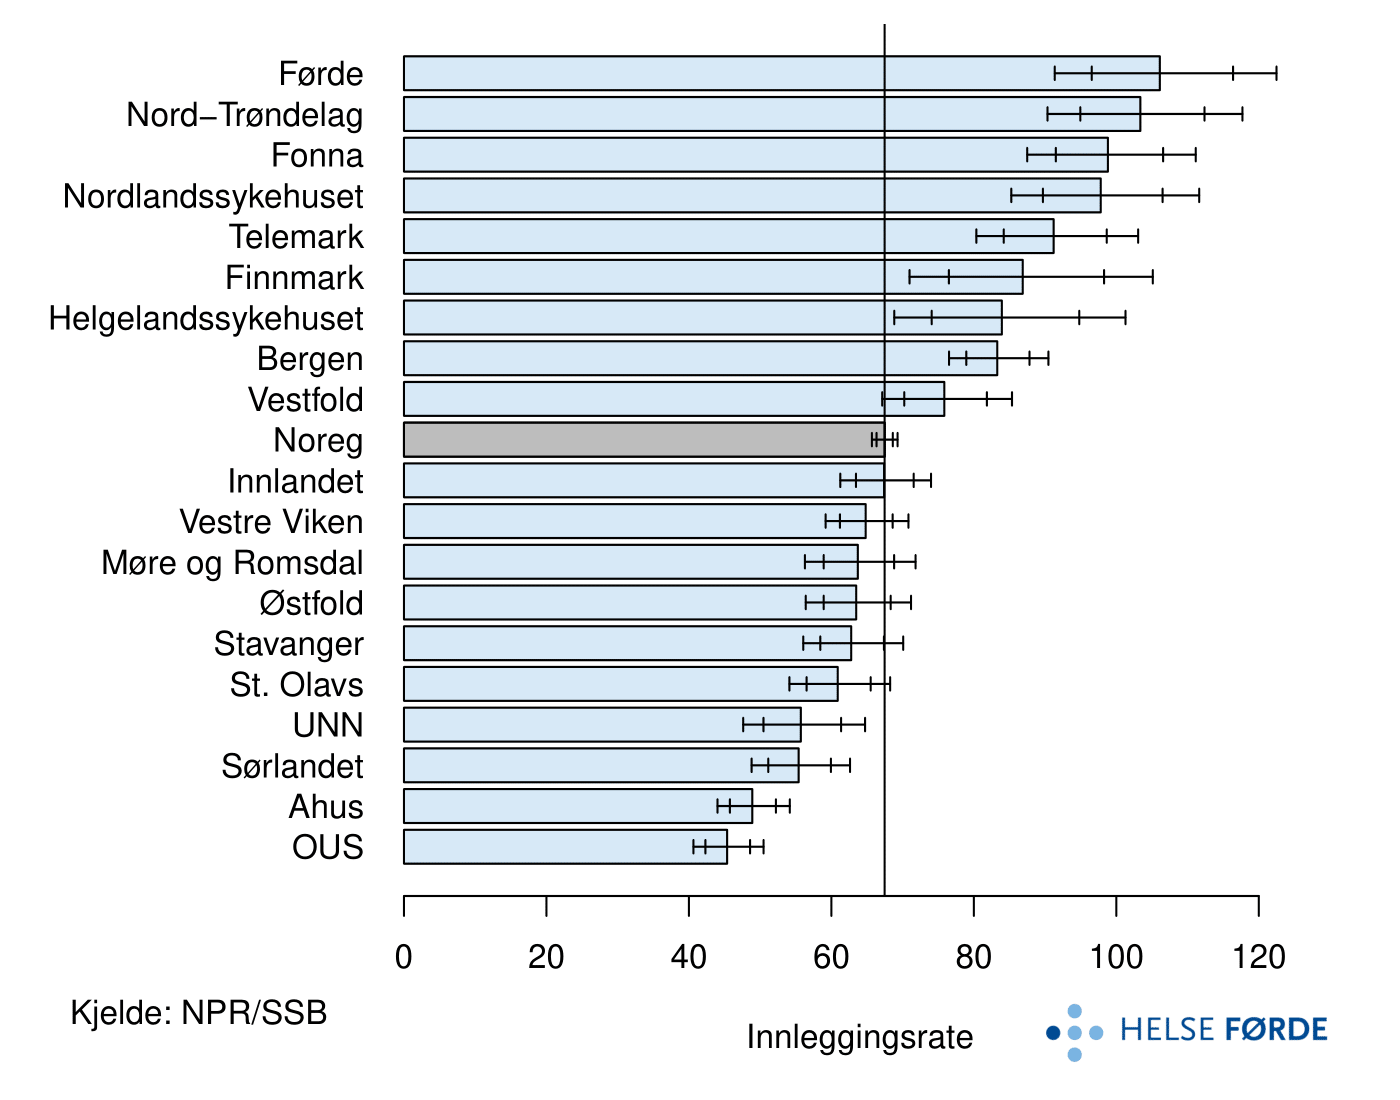 Førde
Nord−Trøndelag
Fonna
Nordlandssykehuset
Telemark
Finnmark
Helgelandssykehuset
Bergen
Vestfold
Noreg
Innlandet
Vestre Viken
Møre og Romsdal
Østfold
Stavanger
St. Olavs
UNN
Sørlandet
Ahus
OUS
0 20 40 60 80 100 120
Kjelde: NPR/SSB
Innleggingsrate
HELSE FØRDE